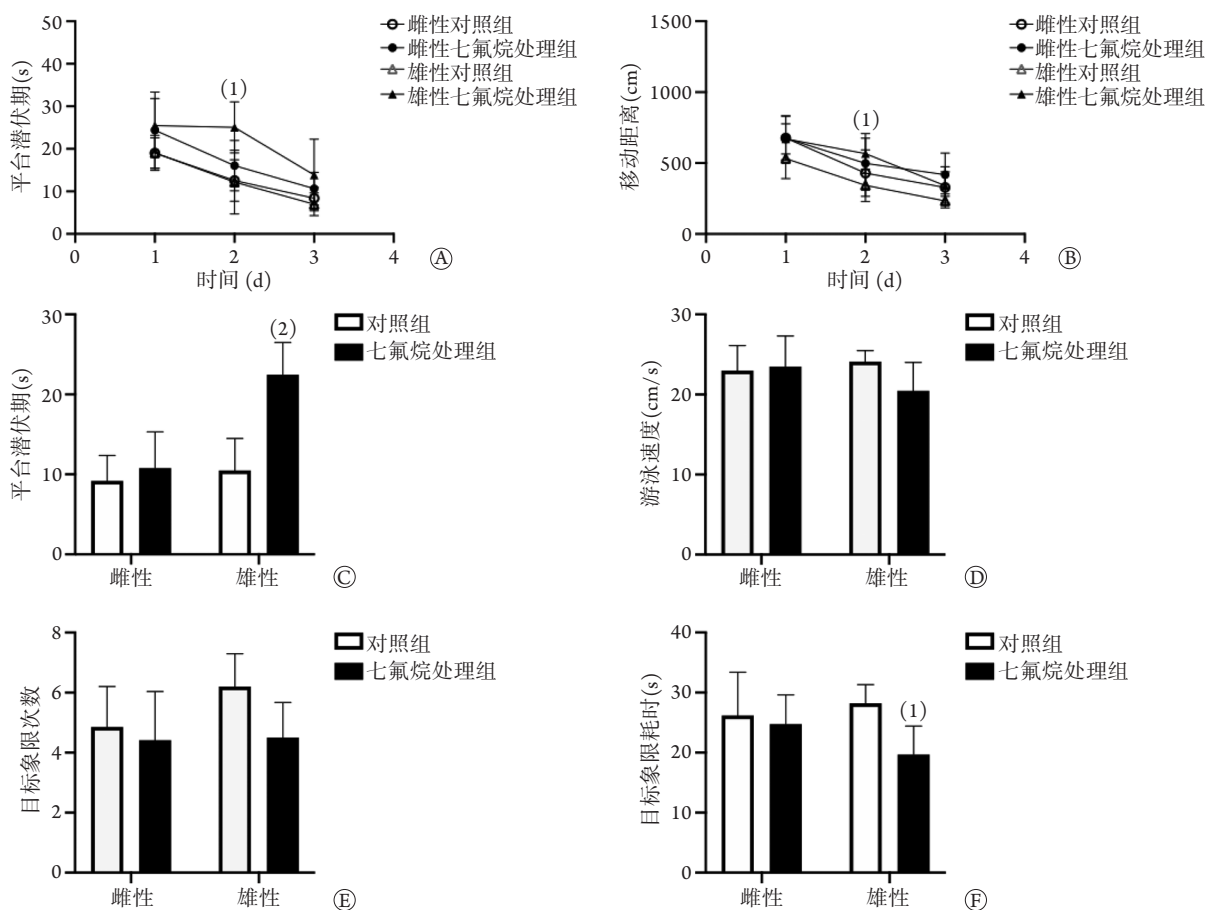 50
40
30
20
10
0
平台潜伏期(s)
(1)
0
1
2
3
4
时间 (d)
雌性对照组
雌性七氟烷处理组
雄性对照组
雄性七氟烷处理组
Ⓐ
1500
1000
500
0
移动距离(cm)
(1)
0
1
2
3
4
时间 (d)
雌性对照组
雌性七氟烷处理组
雄性对照组
雄性七氟烷处理组
Ⓑ
30
20
10
0
平台潜伏期(s)
(2)
雌性
雄性
对照组
七氟烷处理组
Ⓒ
30
20
10
0
游泳速度(cm/s)
雌性
雄性
对照组
七氟烷处理组
Ⓓ
8
6
4
2
0
目标象限次数
雌性
雄性
对照组
七氟烷处理组
Ⓔ
40
30
20
10
0
目标象限耗时(s)
(1)
雌性
雄性
对照组
七氟烷处理组
Ⓕ